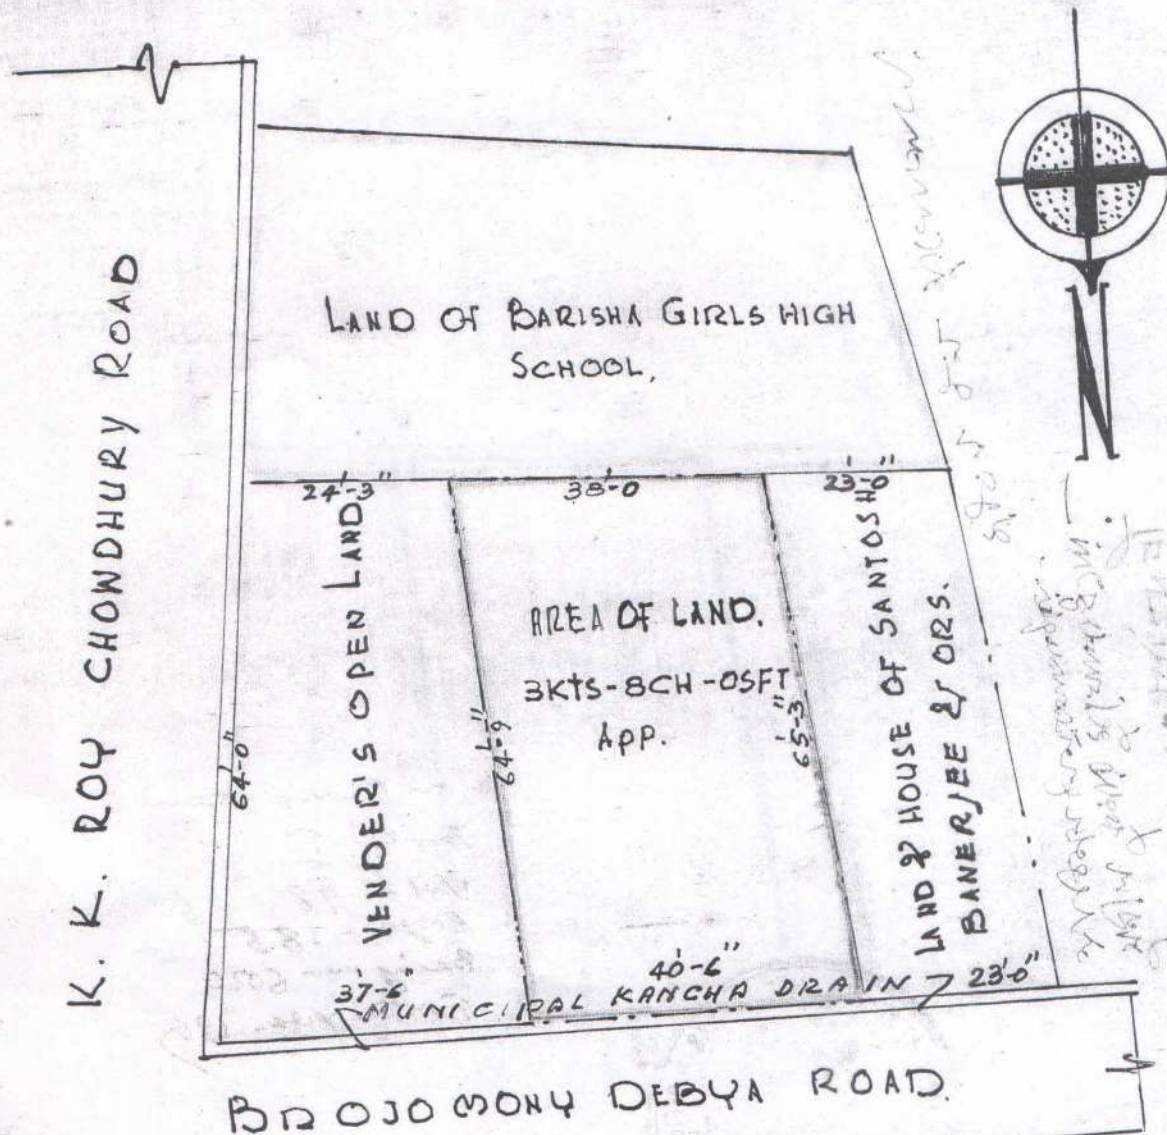 LAND OF BARISHA GIRLS HIGH
SCHOOL,
K. K. ROY CHOWDHURY ROAD
24'-3"
38'-0
23'-0"
VENDER'S OPEN LAND
AREA OF LAND.
3KTS-8CH-0SFT
APP.
LAND & HOUSE OF SANTOSH
BANERJEE & ORS.
64'-0"
64'-9"
65'-3"
37'-6"
40'-6"
23'0"
MUNICIPAL KANCHA DRAIN
BROJOMONY DEBYA ROAD.
N